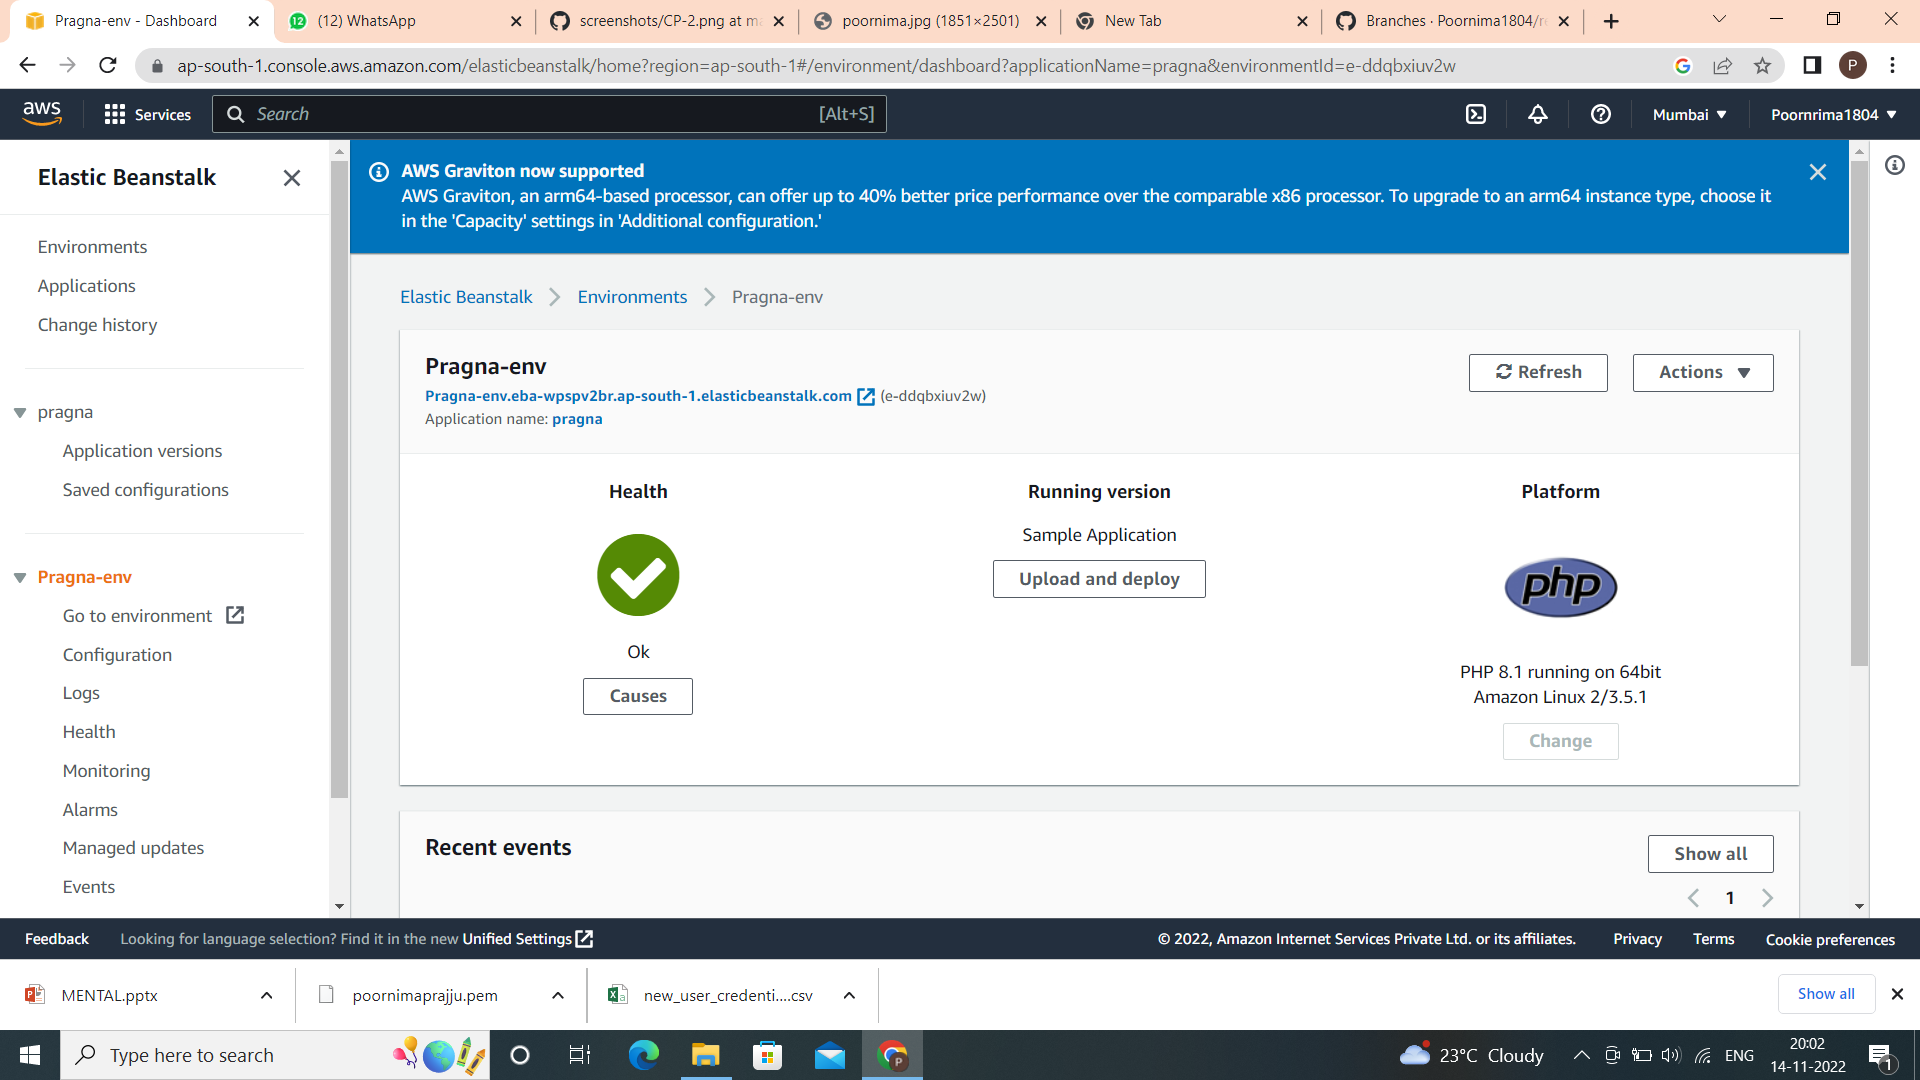 Pragna-env - Dashboard
(12) WhatsApp
screenshots/CP-2.png at ma
poornima.jpg (1851×2501)
New Tab
Branches · Poornima1804/re
ap-south-1.console.aws.amazon.com/elasticbeanstalk/home?region=ap-south-1#/environment/dashboard?applicationName=pragna&environmentId=e-ddqbxiuv2w
P
aws
Services
Search
[Alt+S]
Mumbai
Poornrima1804
Elastic Beanstalk
Environments
Applications
Change history
pragna
Application versions
Saved configurations
Pragna-env
Go to environment
Configuration
Logs
Health
Monitoring
Alarms
Managed updates
Events
AWS Graviton now supported
AWS Graviton, an arm64-based processor, can offer up to 40% better price performance over the comparable x86 processor. To upgrade to an arm64 instance type, choose it
in the 'Capacity' settings in 'Additional configuration.'
Elastic Beanstalk
Environments
Pragna-env
Pragna-env
Pragna-env.eba-wpspv2br.ap-south-1.elasticbeanstalk.com (e-ddqbxiuv2w)
Application name: pragna
Refresh
Actions
Health
Ok
Causes
Running version
Sample Application
Upload and deploy
Platform
php
PHP 8.1 running on 64bit
Amazon Linux 2/3.5.1
Change
Recent events
Show all
1
Feedback
Looking for language selection? Find it in the new Unified Settings
© 2022, Amazon Internet Services Private Ltd. or its affiliates.
Privacy
Terms
Cookie preferences
MENTAL.pptx
poornimaprajju.pem
new_user_credenti....csv
Show all
Type here to search
23°C Cloudy
ENG
20:02
14-11-2022
1